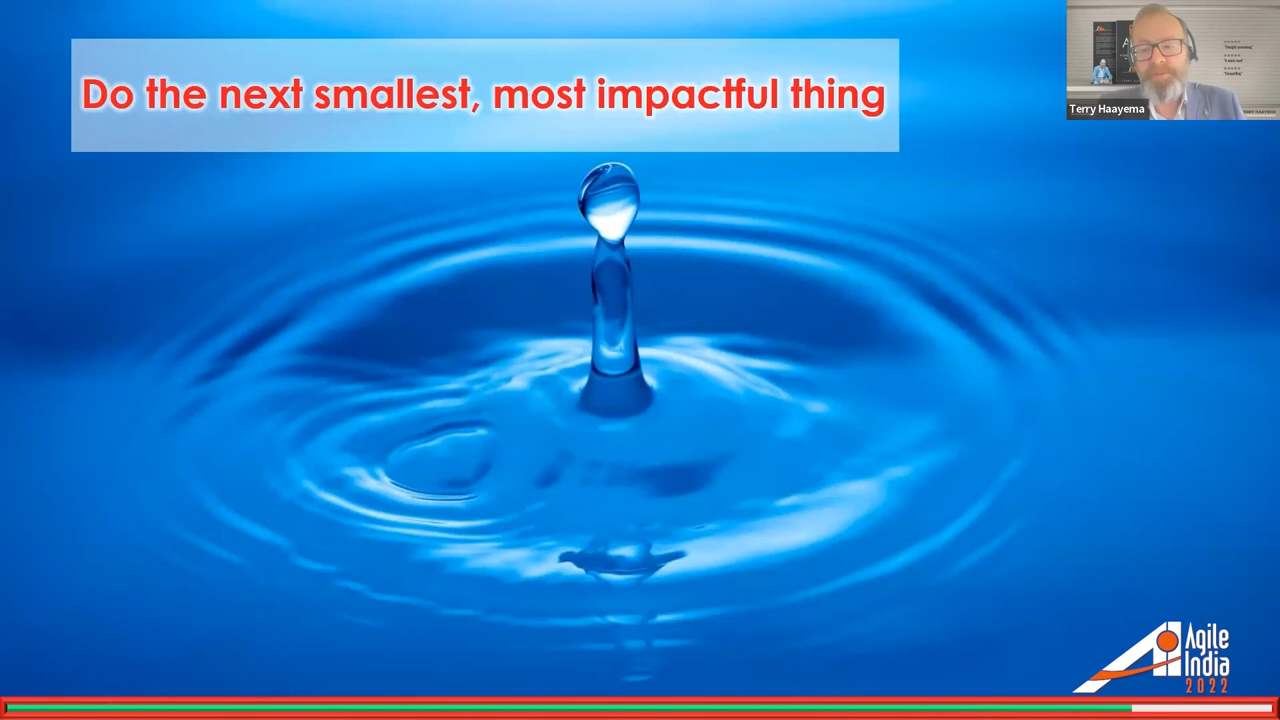 Do the next smallest, most impactful thing
Terry Haayema
Agile
India
2022